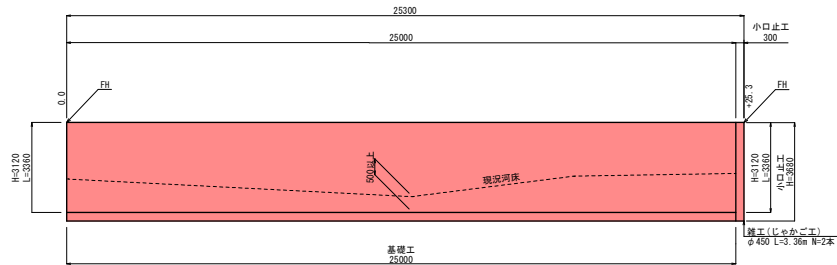 25300
小口止工
25000
300
0.0
+25.3
FH
FH
H=3120
L=3360
500以上
現況河床
H=3120
L=3360
小口止工
H=3680
基礎工
25000
雑工(じゃかご工)
φ450 L=3.36m N=2本